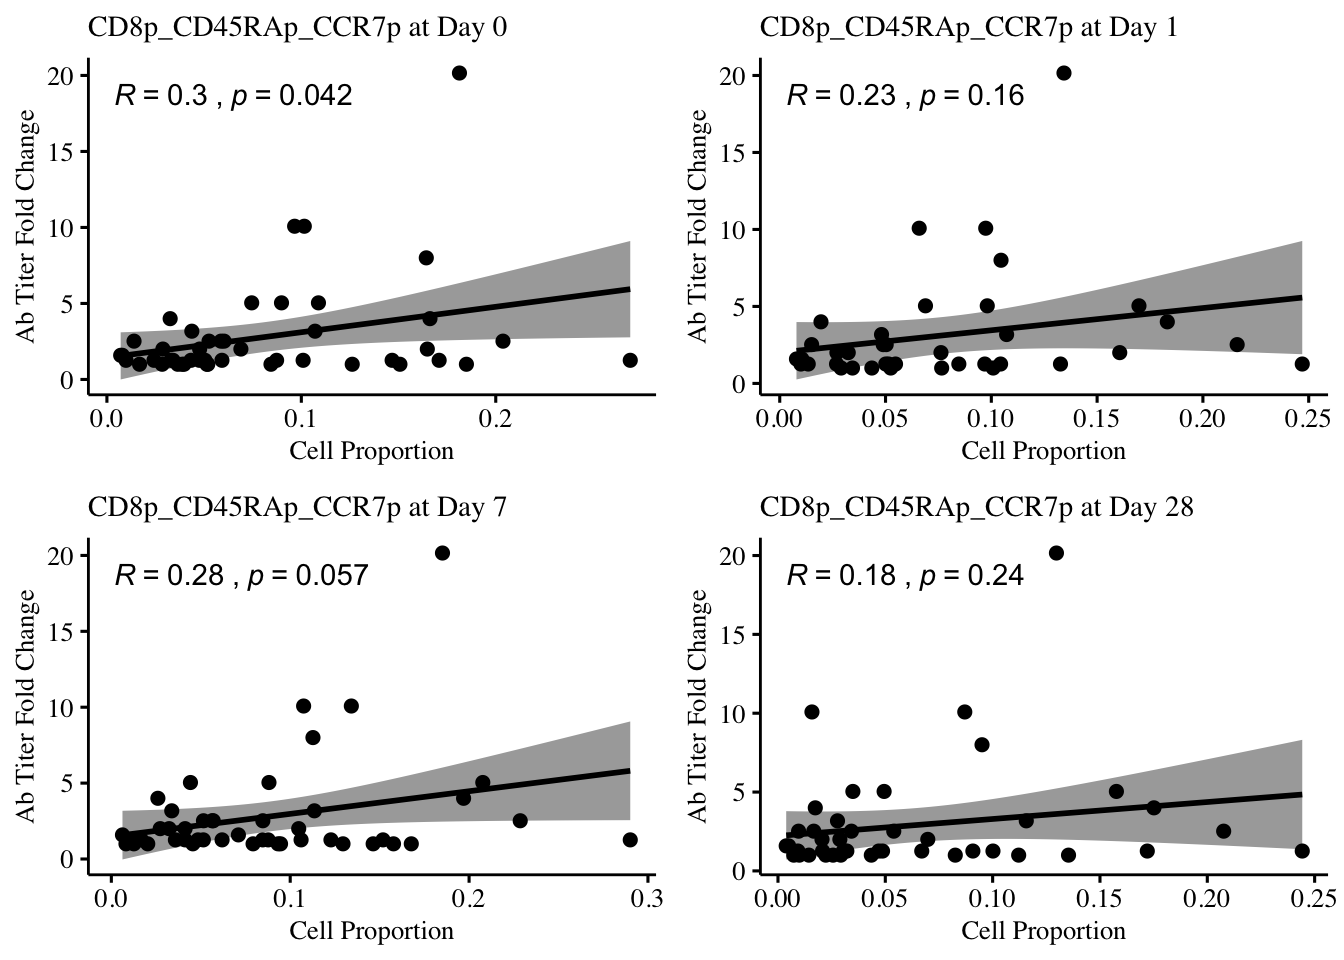 CD8p_CD45RAp_CCR7p at Day 0
R = 0.3 , p = 0.042
Ab Titer Fold Change
20
15
10
5
0
0.0 0.1 0.2
Cell Proportion
CD8p_CD45RAp_CCR7p at Day 1
R = 0.23 , p = 0.16
Ab Titer Fold Change
20
15
10
5
0
0.00 0.05 0.10 0.15 0.20 0.25
Cell Proportion
CD8p_CD45RAp_CCR7p at Day 7
R = 0.28 , p = 0.057
Ab Titer Fold Change
20
15
10
5
0
0.0 0.1 0.2 0.3
Cell Proportion
CD8p_CD45RAp_CCR7p at Day 28
R = 0.18 , p = 0.24
Ab Titer Fold Change
20
15
10
5
0
0.00 0.05 0.10 0.15 0.20 0.25
Cell Proportion